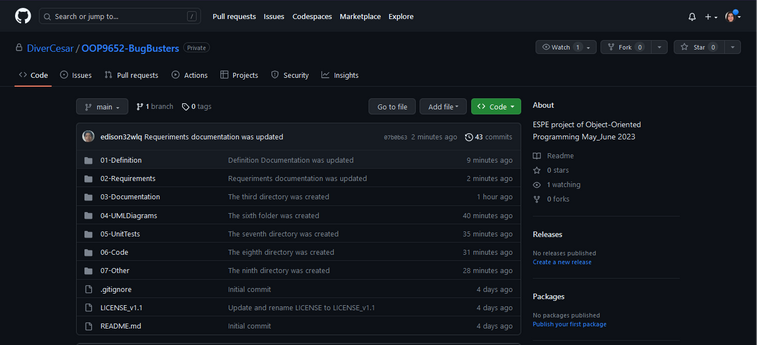 Search or jump to...
/
Pull requests Issues Codespaces Marketplace Explore
DiverCesar / OOP9652-BugBusters Private
Watch 1
Fork 0
Star 0
Code Issues Pull requests Actions Projects Security Insights
main 1 branch 0 tags
Go to file Add file Code
edison32wlq Requeriments documentation was updated 2 minutes ago 43 commits
01-Definition Definition Documentation was updated 9 minutes ago
02-Requirements Requeriments documentation was updated 2 minutes ago
03-Documentation The third directory was created 1 hour ago
04-UMLDiagrams The sixth folder was created 40 minutes ago
05-UnitTests The seventh directory was created 35 minutes ago
06-Code The eighth directory was created 31 minutes ago
07-Other The ninth directory was created 28 minutes ago
.gitignore Initial commit 4 days ago
LICENSE_v1.1 Update and rename LICENSE to LICENSE_v1.1 4 days ago
README.md Initial commit 4 days ago
About
ESPE project of Object-Oriented
Programming May_June 2023
Readme
0 stars
1 watching
0 forks
Releases
No releases published
Create a new release
Packages
No packages published
Publish your first package